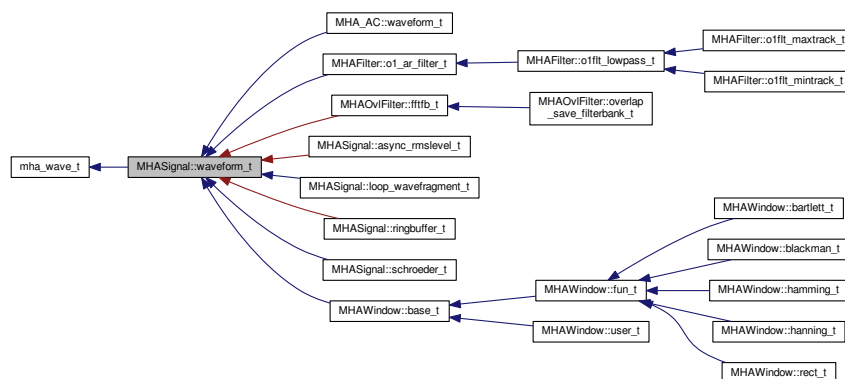 MHA_AC::waveform_t
MHAFilter::o1_ar_filter_t
MHAFilter::o1flt_lowpass_t
MHAFilter::o1flt_maxtrack_t
MHAFilter::o1flt_mintrack_t
MHAOvlFilter::fftfb_t
MHAOvlFilter::overlap
_save_filterbank_t
MHASignal::async_rmslevel_t
mha_wave_t
MHASignal::waveform_t
MHASignal::loop_wavefragment_t
MHASignal::ringbuffer_t
MHASignal::schroeder_t
MHAWindow::base_t
MHAWindow::fun_t
MHAWindow::user_t
MHAWindow::bartlett_t
MHAWindow::blackman_t
MHAWindow::hamming_t
MHAWindow::hanning_t
MHAWindow::rect_t